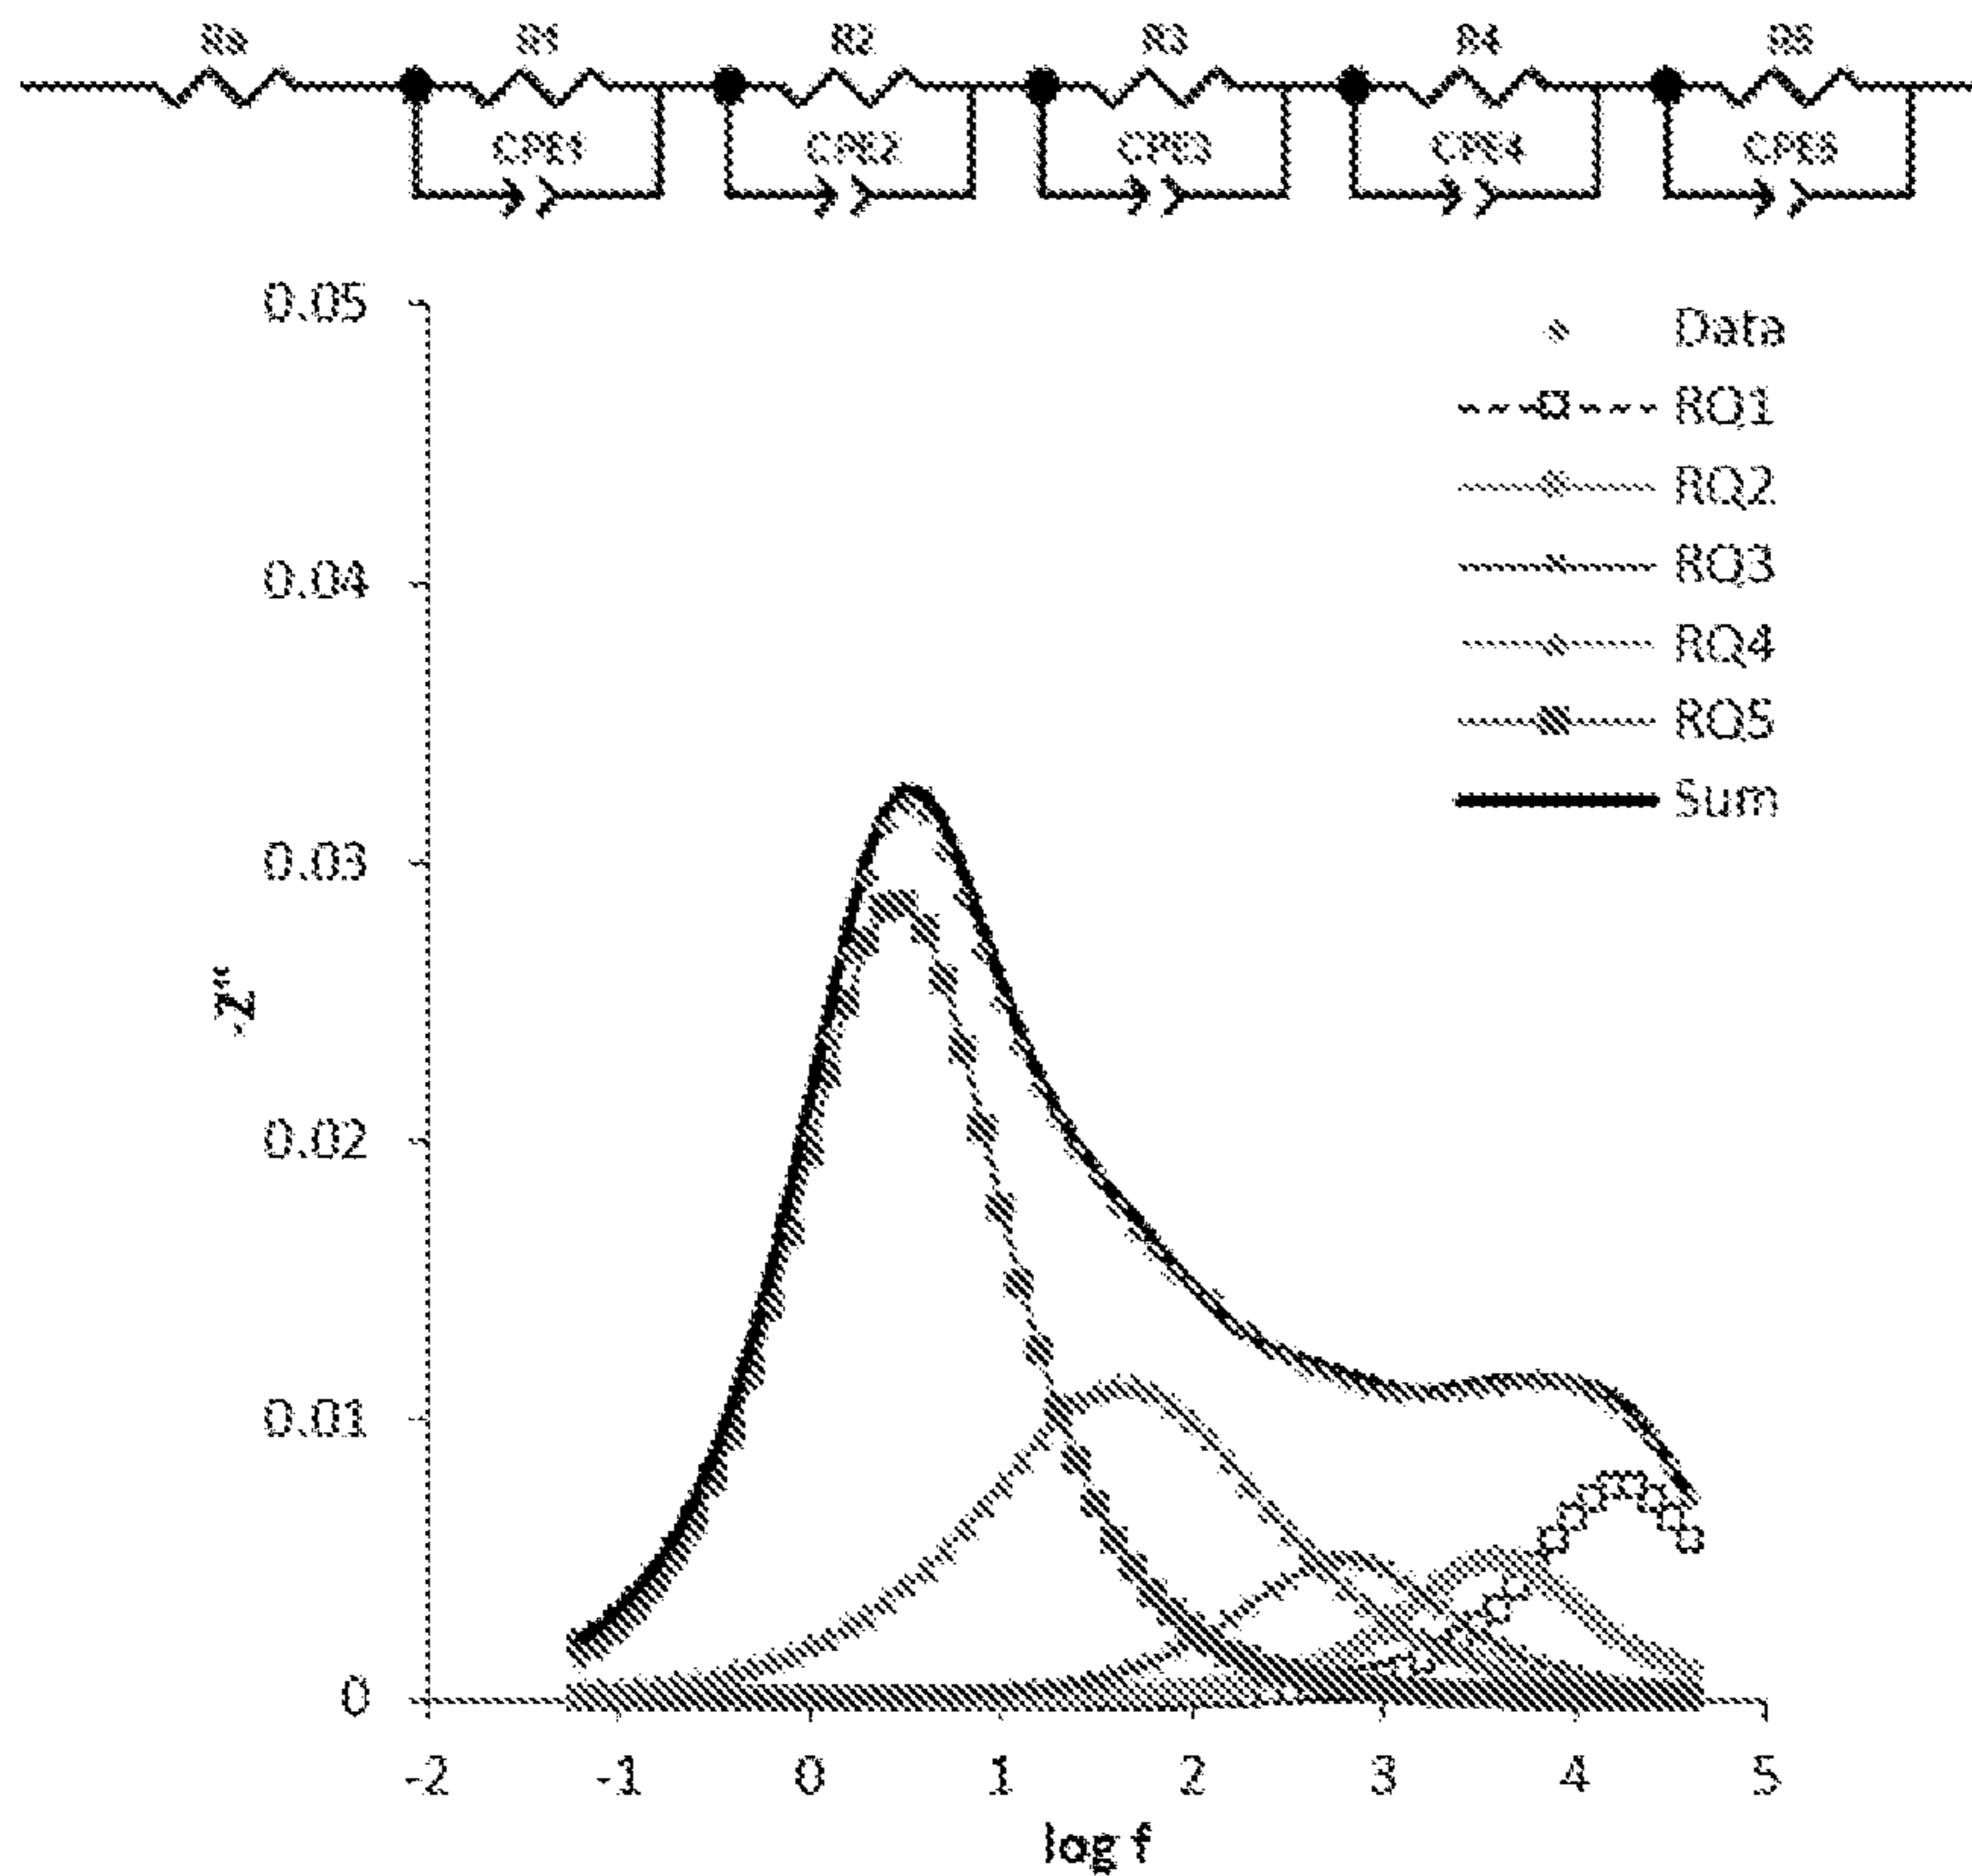 R1 R2 R3 R4 R5
CPE1 CPE2 CPE3 CPE4 CPE5
0.05
0.04
0.03
0.02
0.01
0
-Z"
Data
RQ1
RQ2
RQ3
RQ4
RQ5
Sum
-2 -1 0 1 2 3 4 5
log f